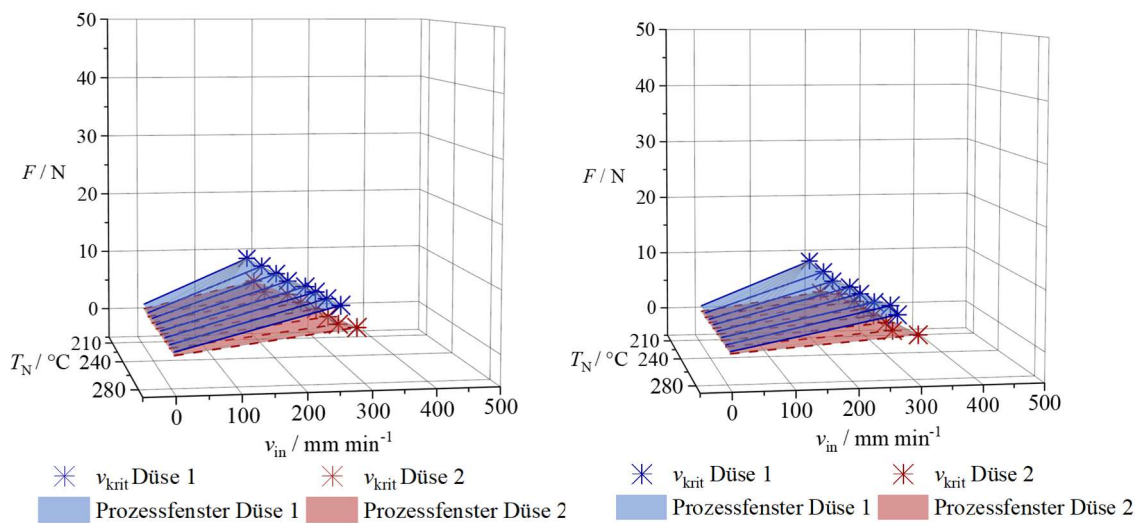 50
40
30
F / N
20
10
0
210
T_N / °C 240
280
0 100 200 300 400 500
v_in / mm min⁻¹
v_krit Düse 1 v_krit Düse 2
Prozessfenster Düse 1 Prozessfenster Düse 2
50
40
30
F / N
20
10
0
210
T_N / °C 240
280
0 100 200 300 400 500
v_in / mm min⁻¹
v_krit Düse 1 v_krit Düse 2
Prozessfenster Düse 1 Prozessfenster Düse 2